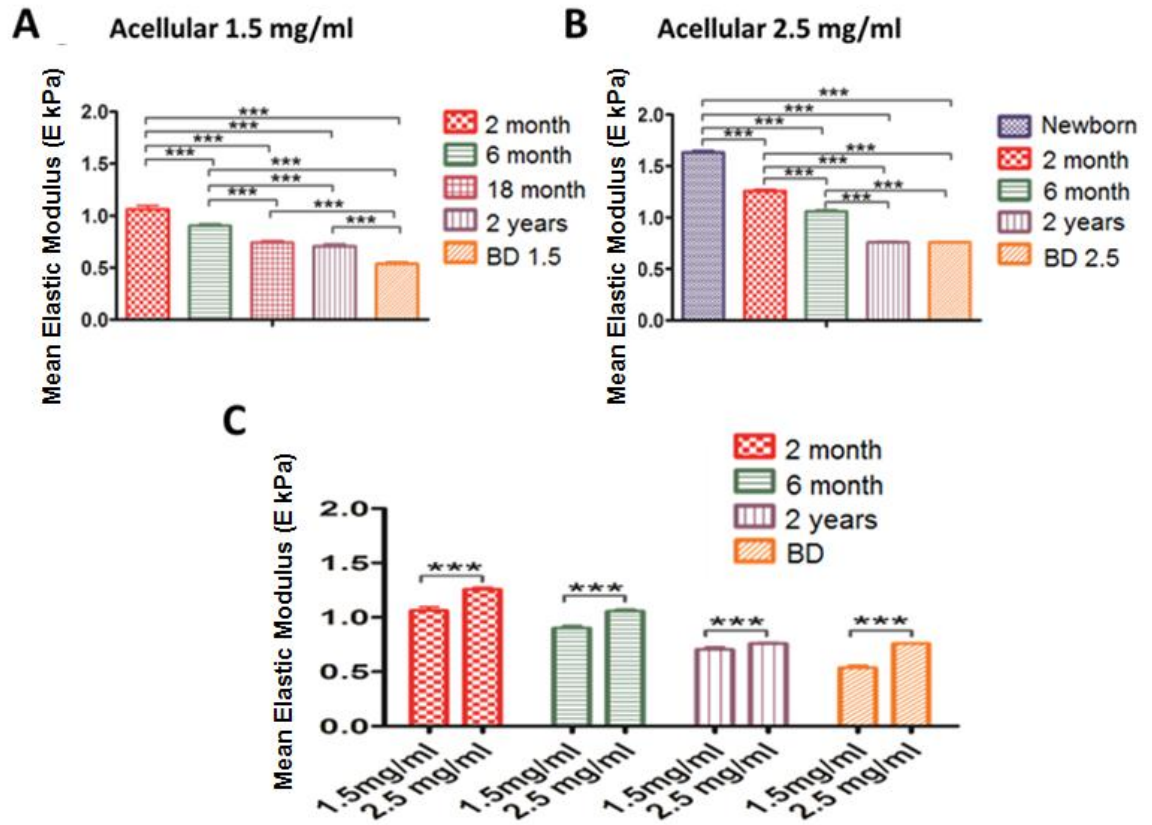 A
Acellular 1.5 mg/ml
Mean Elastic Modulus (E kPa)
2.0
1.5
1.0
0.5
0.0
***
***
***
***
***
***
***
***
***
2 month
6 month
18 month
2 years
BD 1.5
B
Acellular 2.5 mg/ml
Mean Elastic Modulus (E kPa)
2.0
1.5
1.0
0.5
0.0
***
***
***
***
***
***
***
***
***
Newborn
2 month
6 month
2 years
BD 2.5
C
Mean Elastic Modulus (E kPa)
2.0
1.5
1.0
0.5
0.0
***
***
***
***
2 month
6 month
2 years
BD
1.5mg/ml
2.5 mg/ml
1.5mg/ml
2.5 mg/ml
1.5mg/ml
2.5 mg/ml
1.5mg/ml
2.5 mg/ml